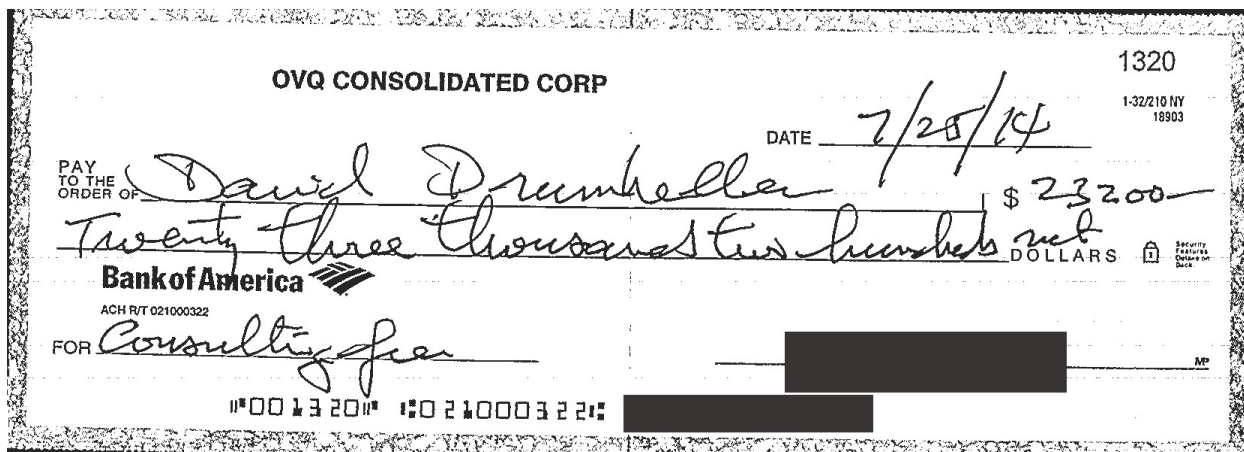 1320
OVQ CONSOLIDATED CORP
1-32/210 NY
18903
DATE 7/25/14
PAY
TO THE
ORDER OF David Drumheller $ 23200—
Twenty three thousand two hundreds net DOLLARS
Security
Features
Details on
Back.
Bank of America
ACH R/T 021000322
FOR Consulting fee
MP
⑈001320⑈ ⑆021000322⑆